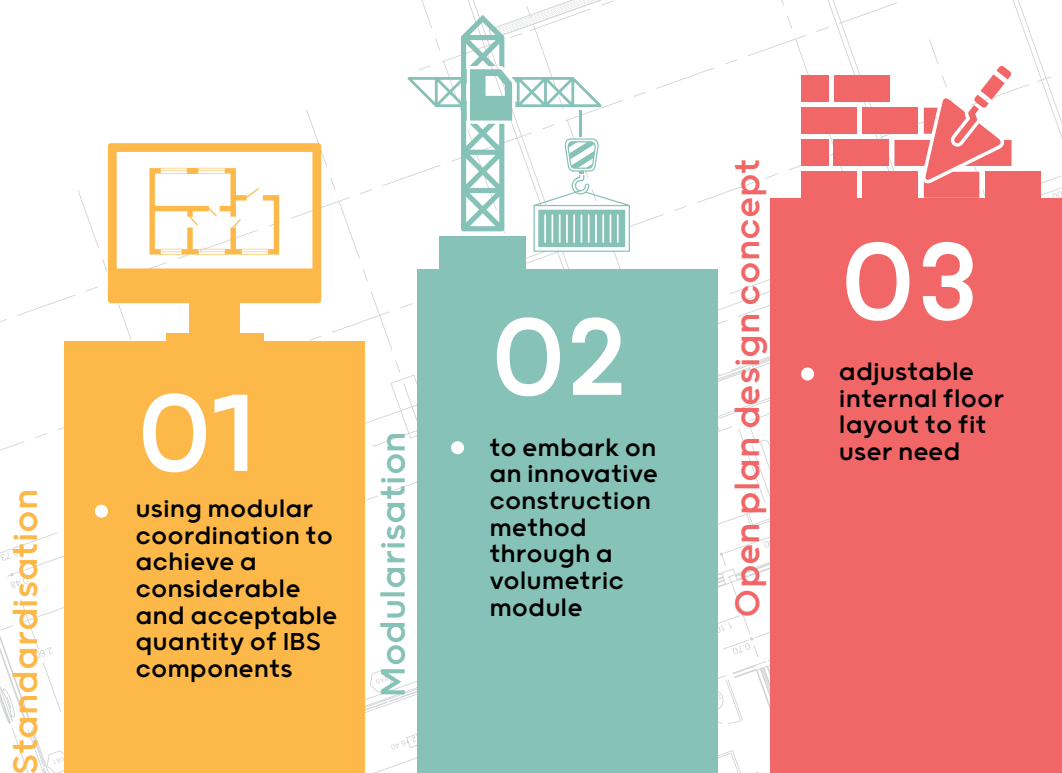 Standardisation
01
using modular
coordination to
achieve a
considerable
and acceptable
quantity of IBS
components
Modularisation
02
to embark on
an innovative
construction
method
through a
volumetric
module
Open plan design concept
03
adjustable
internal floor
layout to fit
user need